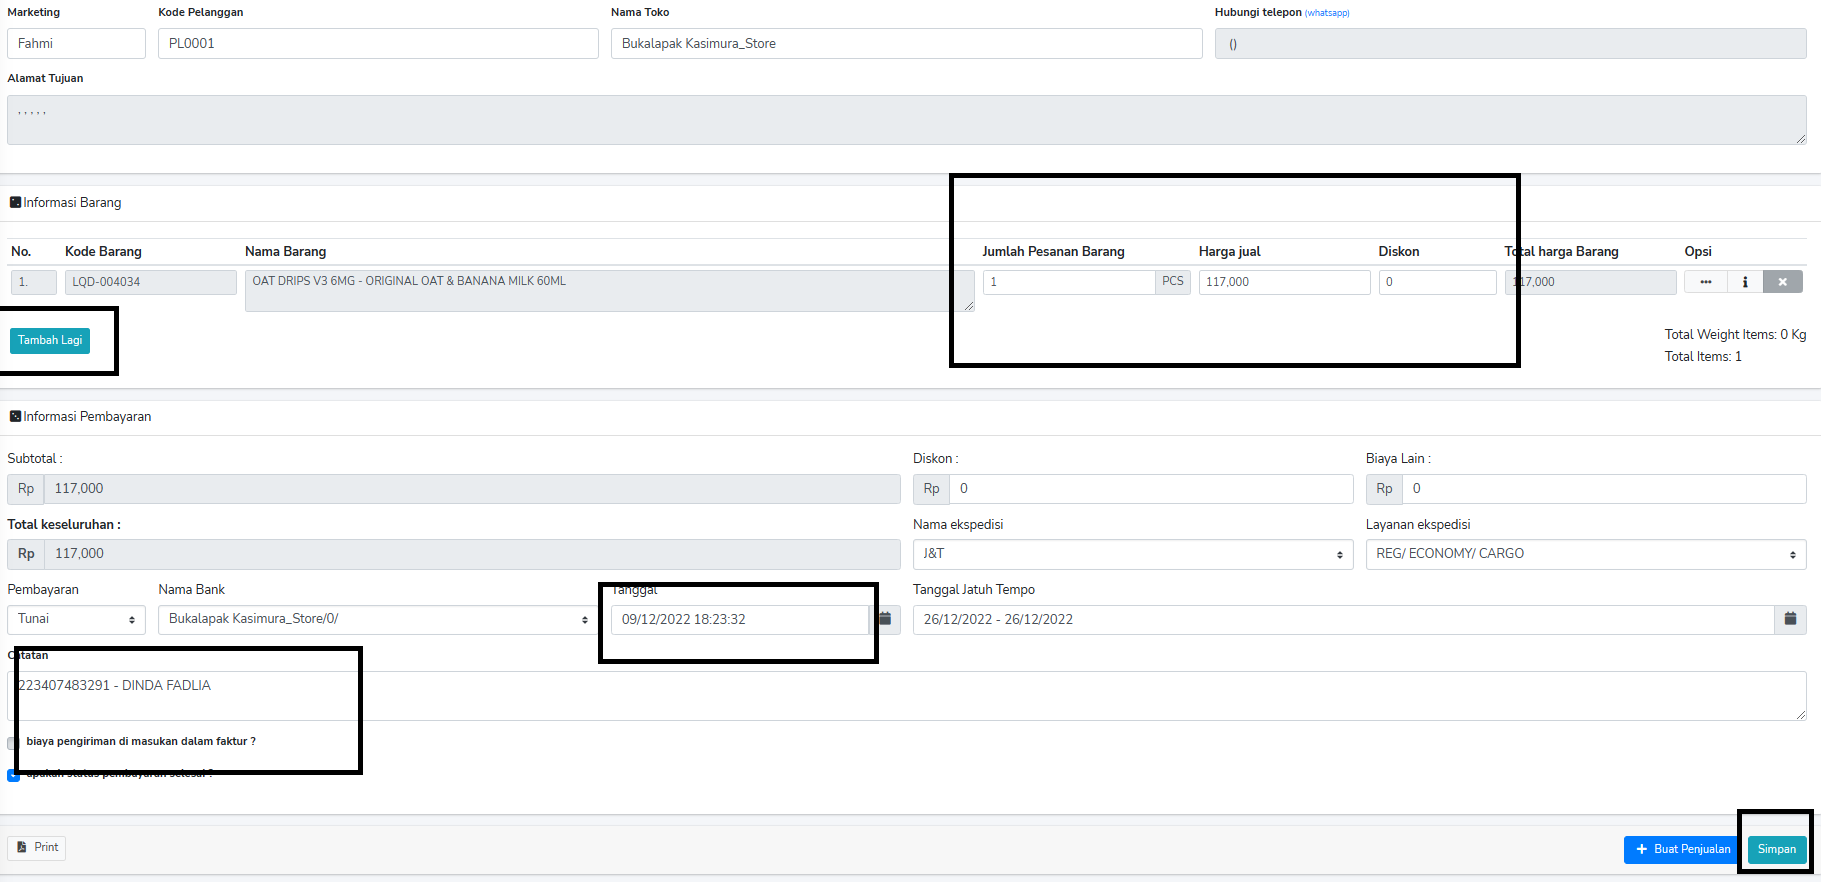 Marketing Kode Pelanggan Nama Toko Hubungi telepon (whatsapp)
Fahmi PL0001 Bukalapak Kasimura_Store ()
Alamat Tujuan
, , , , ,
Informasi Barang
No. Kode Barang Nama Barang Jumlah Pesanan Barang Harga jual Diskon Total harga Barang Opsi
1. LQD-004034 OAT DRIPS V3 6MG - ORIGINAL OAT & BANANA MILK 60ML 1 PCS 117,000 0 117,000
Tambah Lagi
Total Weight Items: 0 Kg
Total Items: 1
Informasi Pembayaran
Subtotal : Diskon : Biaya Lain :
Rp 117,000 Rp 0 Rp 0
Total keseluruhan : Nama ekspedisi Layanan ekspedisi
Rp 117,000 J&T REG/ ECONOMY/ CARGO
Pembayaran Nama Bank Tanggal Tanggal Jatuh Tempo
Tunai Bukalapak Kasimura_Store/0/ 09/12/2022 18:23:32 26/12/2022 - 26/12/2022
Catatan
223407483291 - DINDA FADLIA
biaya pengiriman di masukan dalam faktur ?
apakah status pembayaran selesai ?
Print + Buat Penjualan Simpan